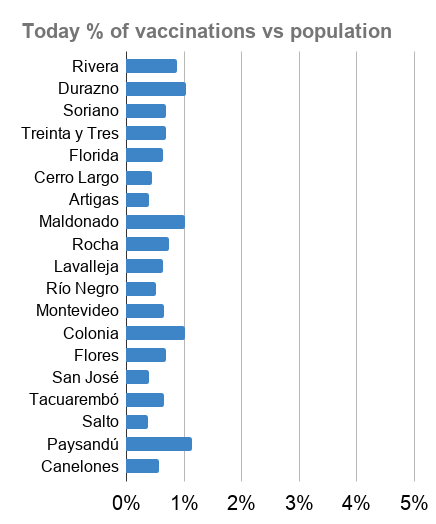 Today % of vaccinations vs population
Rivera
Durazno
Soriano
Treinta y Tres
Florida
Cerro Largo
Artigas
Maldonado
Rocha
Lavalleja
Río Negro
Montevideo
Colonia
Flores
San José
Tacuarembó
Salto
Paysandú
Canelones
0% 1% 2% 3% 4% 5%